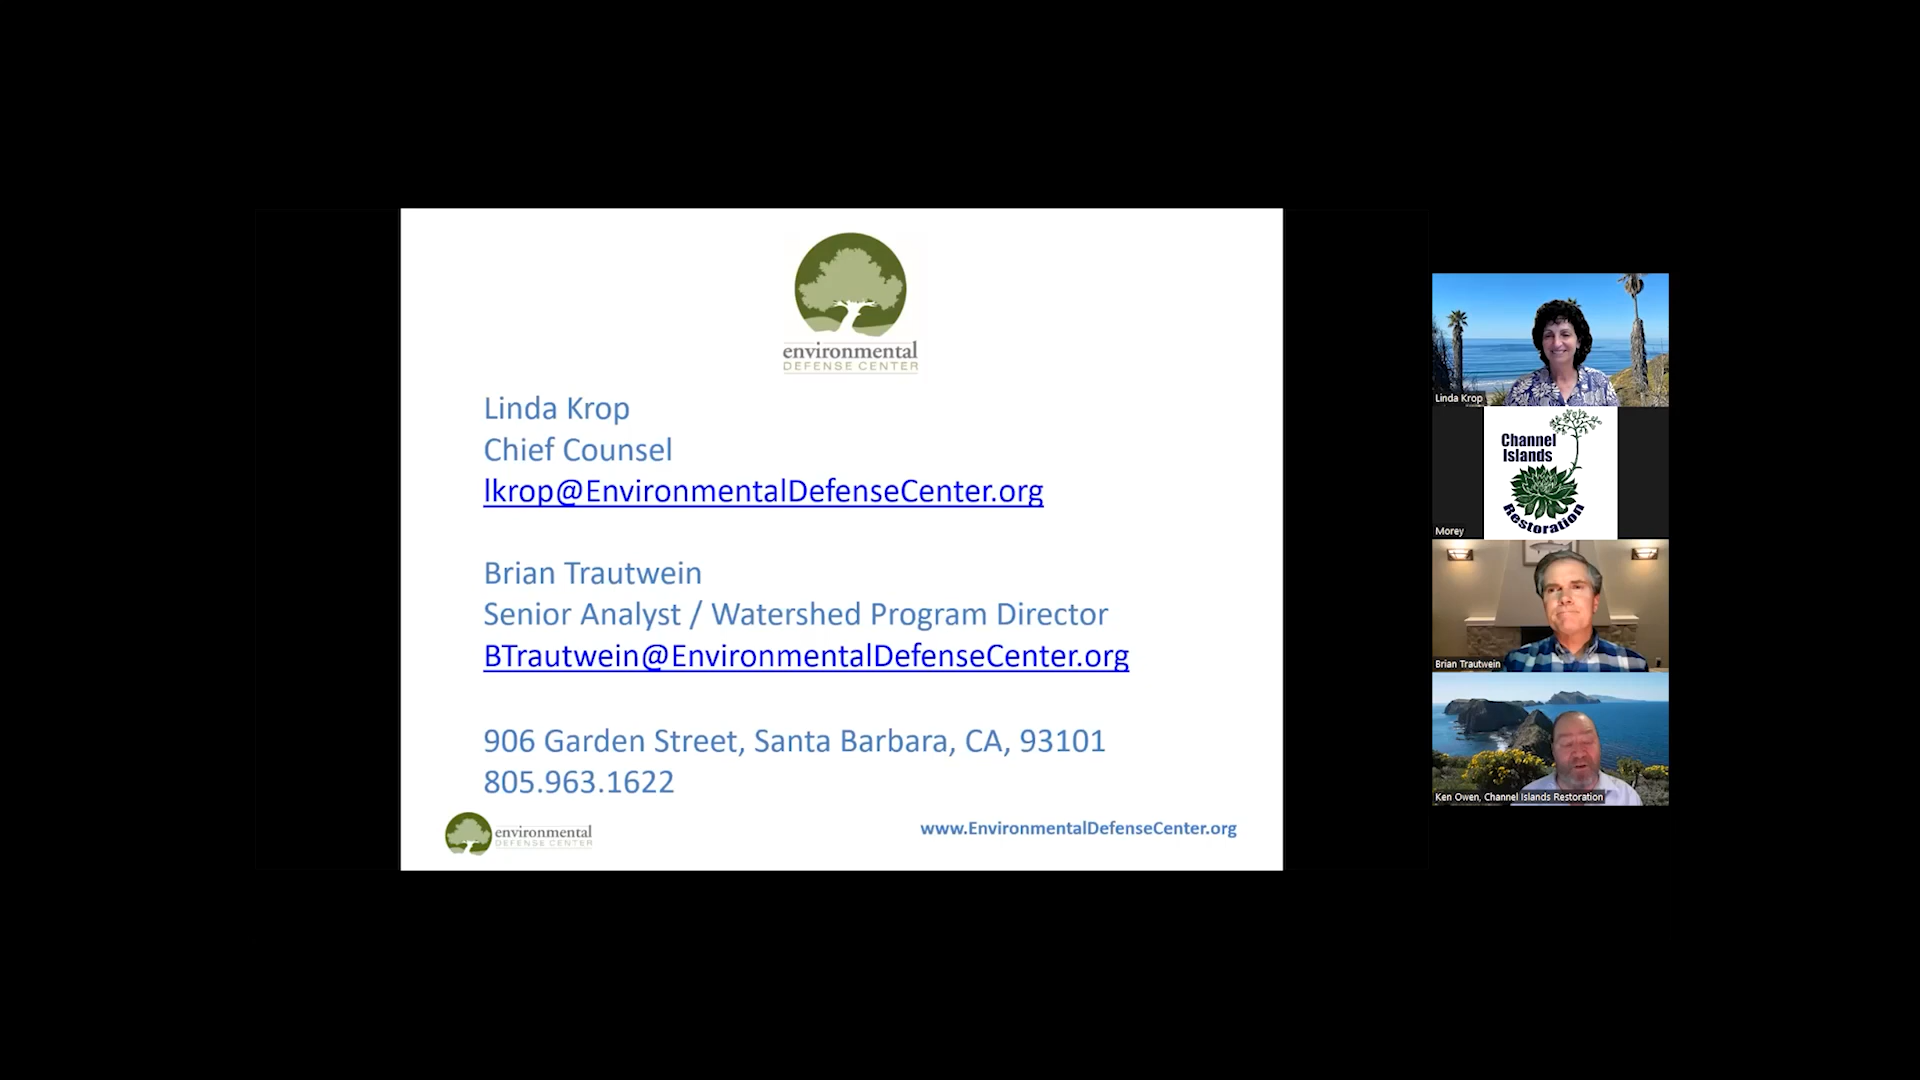 environmental
DEFENSE CENTER
Linda Krop
Chief Counsel
lkrop@EnvironmentalDefenseCenter.org
Brian Trautwein
Senior Analyst / Watershed Program Director
BTrautwein@EnvironmentalDefenseCenter.org
906 Garden Street, Santa Barbara, CA, 93101
805.963.1622
environmental
DEFENSE CENTER
www.EnvironmentalDefenseCenter.org
Linda Krop
Channel
Islands
Restoration
Morey
Brian Trautwein
Ken Owen, Channel Islands Restoration